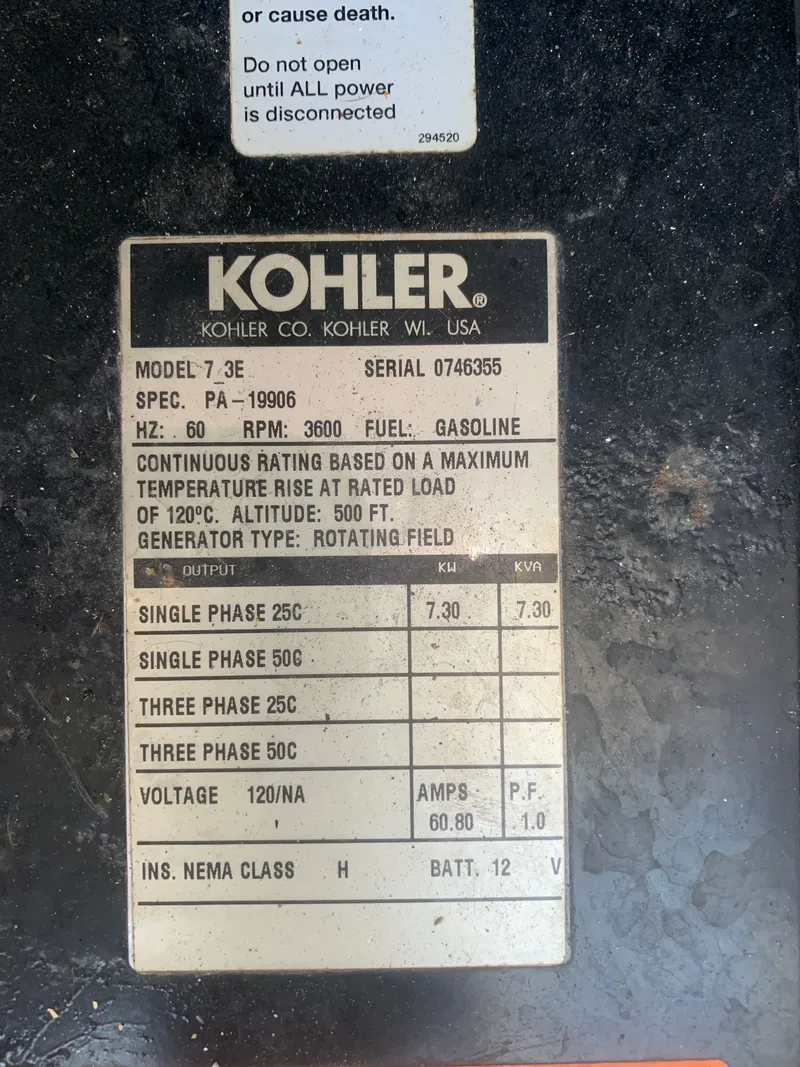 or cause death.
Do not open
until ALL power
is disconnected
294520
KOHLER®
KOHLER CO. KOHLER WI. USA
MODEL 7_3E SERIAL 0746355
SPEC. PA-19906
HZ: 60 RPM: 3600 FUEL: GASOLINE
CONTINUOUS RATING BASED ON A MAXIMUM
TEMPERATURE RISE AT RATED LOAD
OF 120ºC. ALTITUDE: 500 FT.
GENERATOR TYPE: ROTATING FIELD
OUTPUT KW KVA
SINGLE PHASE 25C 7.30 7.30
SINGLE PHASE 50C
THREE PHASE 25C
THREE PHASE 50C
VOLTAGE 120/NA AMPS P.F.
60.80 1.0
INS. NEMA CLASS H BATT. 12 V